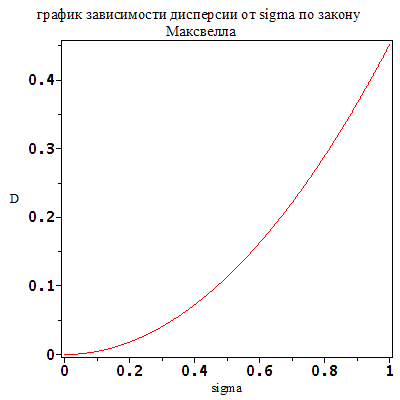 график зависимости дисперсии от sigma по закону
Максвелла
0.4
0.3
D
0.2
0.1
0
0 0.2 0.4 0.6 0.8 1
sigma